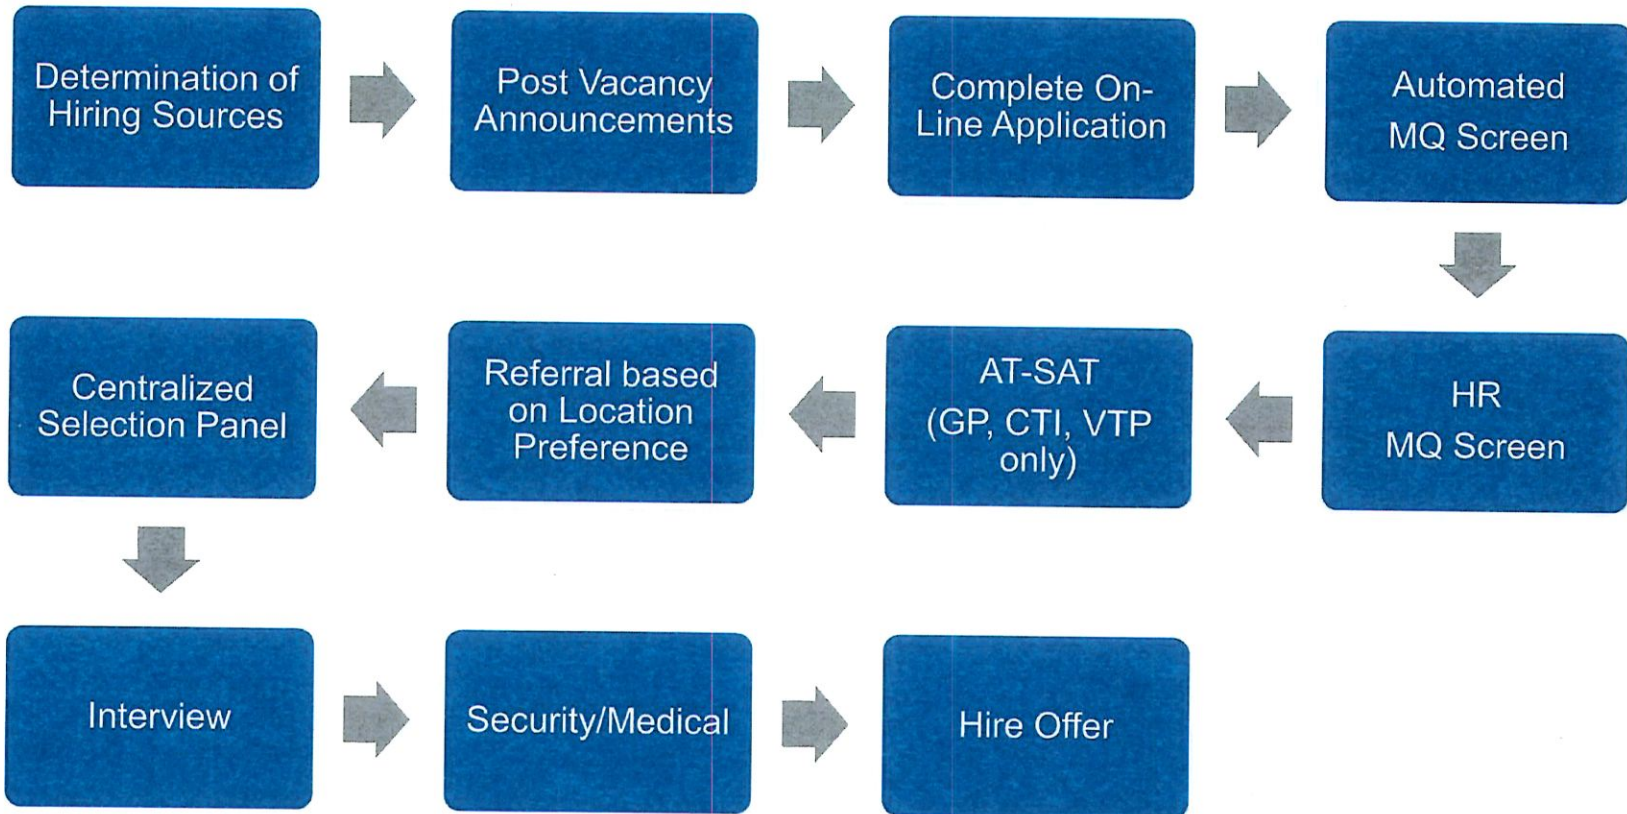 Determination of
Hiring Sources
Post Vacancy
Announcements
Complete On-
Line Application
Automated
MQ Screen
HR
MQ Screen
AT-SAT
(GP, CTI, VTP
only)
Referral based
on Location
Preference
Centralized
Selection Panel
Interview
Security/Medical
Hire Offer